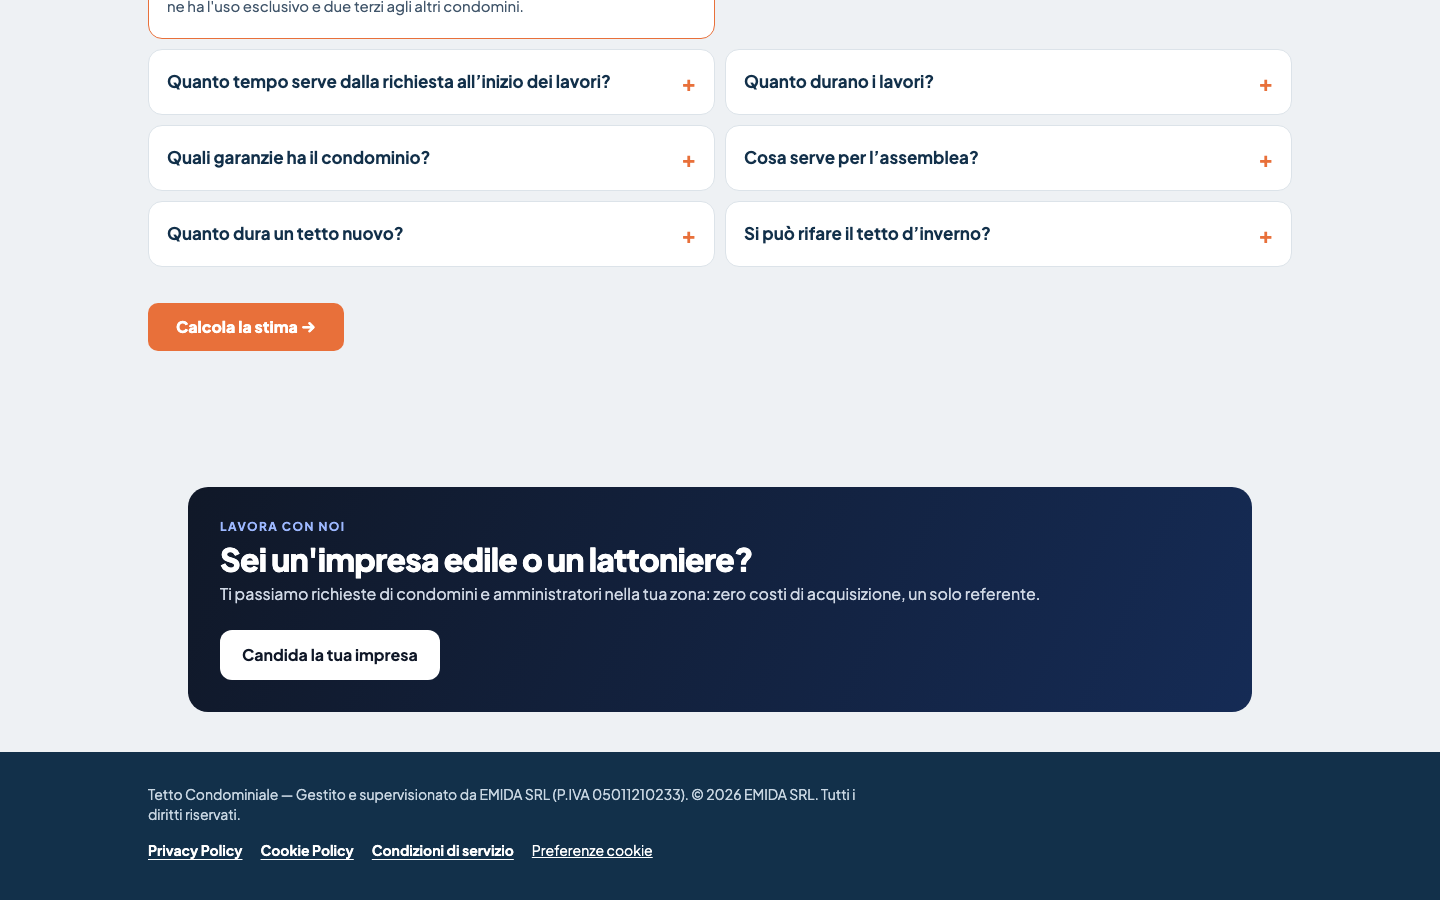 ne ha l'uso esclusivo e due terzi agli altri condomini.
Quanto tempo serve dalla richiesta all’inizio dei lavori? +
Quanto durano i lavori? +
Quali garanzie ha il condominio? +
Cosa serve per l’assemblea? +
Quanto dura un tetto nuovo? +
Si può rifare il tetto d’inverno? +
Calcola la stima →
LAVORA CON NOI
Sei un'impresa edile o un lattoniere?
Ti passiamo richieste di condomini e amministratori nella tua zona: zero costi di acquisizione, un solo referente.
Candida la tua impresa
Tetto Condominiale — Gestito e supervisionato da EMIDA SRL (P.IVA 05011210233). © 2026 EMIDA SRL. Tutti i
diritti riservati.
Privacy Policy Cookie Policy Condizioni di servizio Preferenze cookie